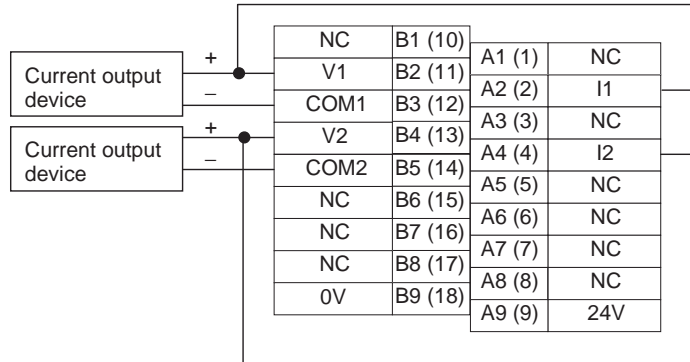 NC B1 (10)
A1 (1) NC
+
Current output
device
V1 B2 (11)
A2 (2) I1
–
COM1 B3 (12)
A3 (3) NC
+
Current output
device
V2 B4 (13)
A4 (4) I2
–
COM2 B5 (14)
A5 (5) NC
NC B6 (15)
A6 (6) NC
NC B7 (16)
A7 (7) NC
NC B8 (17)
A8 (8) NC
0V B9 (18)
A9 (9) 24V